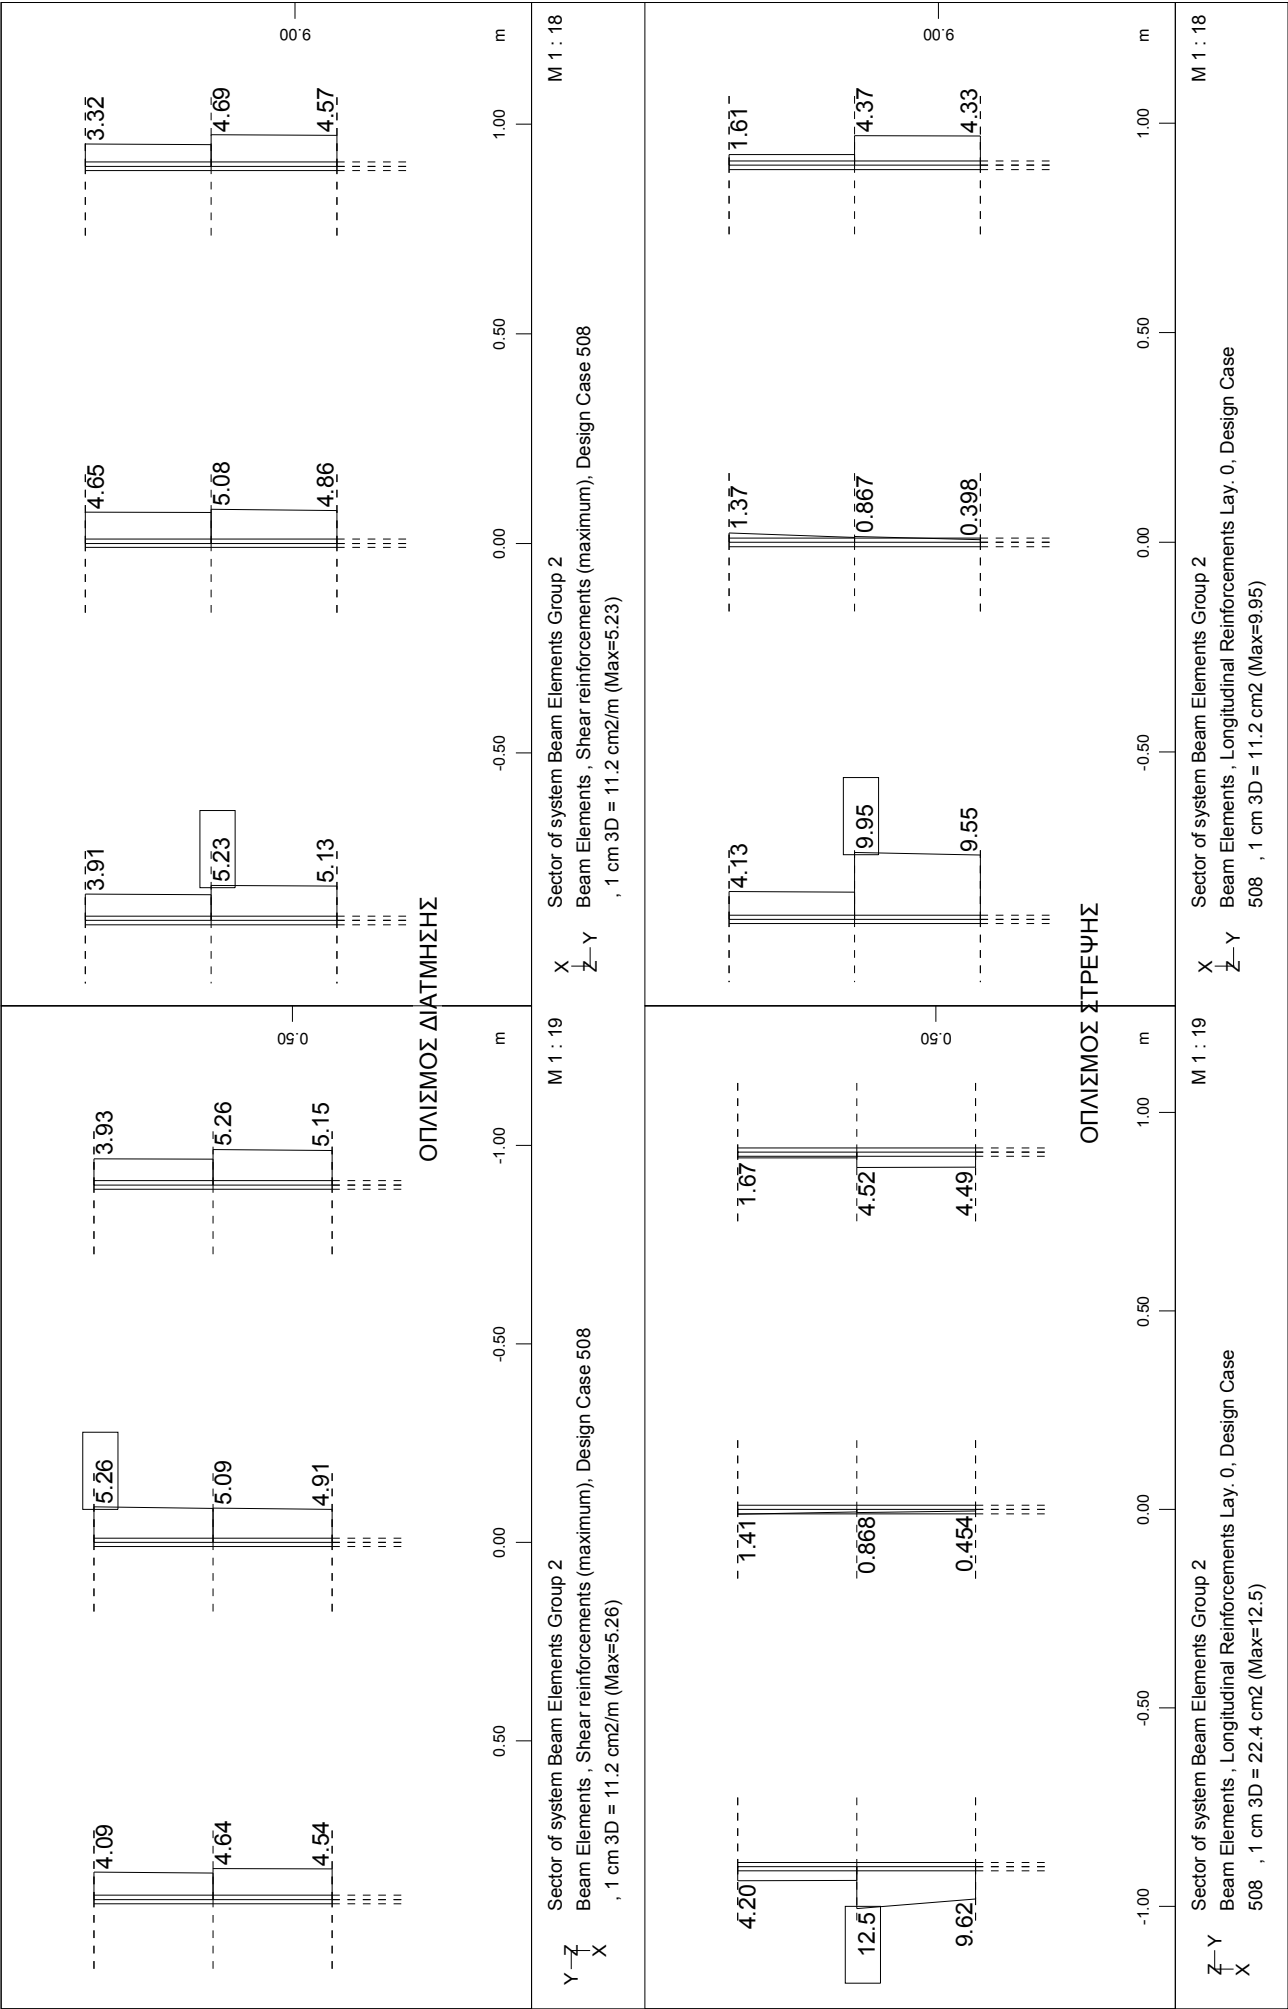 4.09 5.26 3.93
4.64 5.09 5.26
4.54 4.91 5.15
0.50
0.50 0.00 -0.50 -1.00 m
Y Z X
Sector of system Beam Elements Group 2
M 1 : 19
Beam Elements , Shear reinforcements (maximum), Design Case 508
, 1 cm 3D = 11.2 cm2/m (Max=5.26)
3.91 4.65 3.32
5.23 5.08 4.69
5.13 4.86 4.57
9.00
-0.50 0.00 0.50 1.00 m
X Z Y
Sector of system Beam Elements Group 2
M 1 : 18
Beam Elements , Shear reinforcements (maximum), Design Case 508
, 1 cm 3D = 11.2 cm2/m (Max=5.23)
ΟΠΛΙΣΜΟΣ ΔΙΑΤΜΗΣΗΣ
4.20 1.41 1.67
12.5 0.868 4.52
9.62 0.454 4.49
0.50
-1.00 -0.50 0.00 0.50 1.00 m
Z Y X
Sector of system Beam Elements Group 2
M 1 : 19
Beam Elements , Longitudinal Reinforcements Lay. 0, Design Case
508 , 1 cm 3D = 22.4 cm2 (Max=12.5)
4.13 1.37 1.61
9.95 0.867 4.37
9.55 0.398 4.33
9.00
-0.50 0.00 0.50 1.00 m
X Z Y
Sector of system Beam Elements Group 2
M 1 : 18
Beam Elements , Longitudinal Reinforcements Lay. 0, Design Case
508 , 1 cm 3D = 11.2 cm2 (Max=9.95)
ΟΠΛΙΣΜΟΣ ΣΤΡΕΨΗΣ